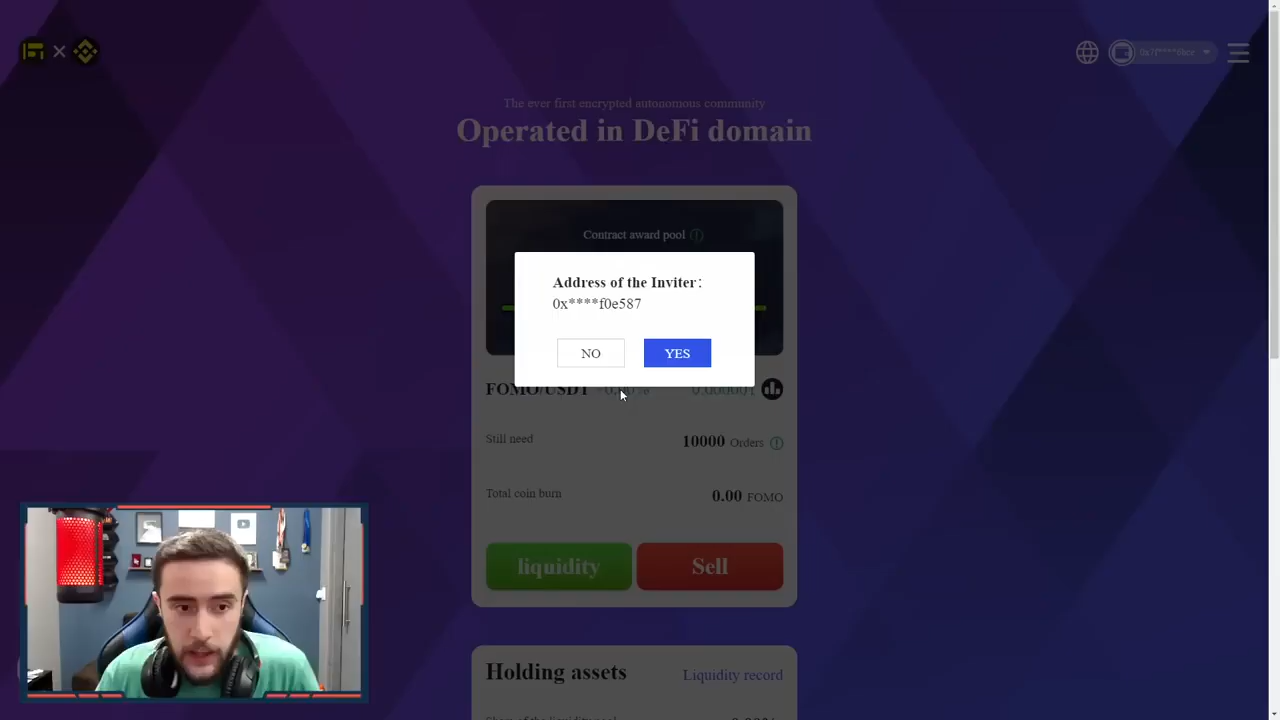 0x7f****6bce
The ever first encrypted autonomous community
Operated in DeFi domain
Contract award pool
Address of the Inviter:
0x****f0e587
NO YES
FOMO/USDT
Still need 10000 Orders
Total coin burn 0.00 FOMO
liquidity Sell
Holding assets Liquidity record